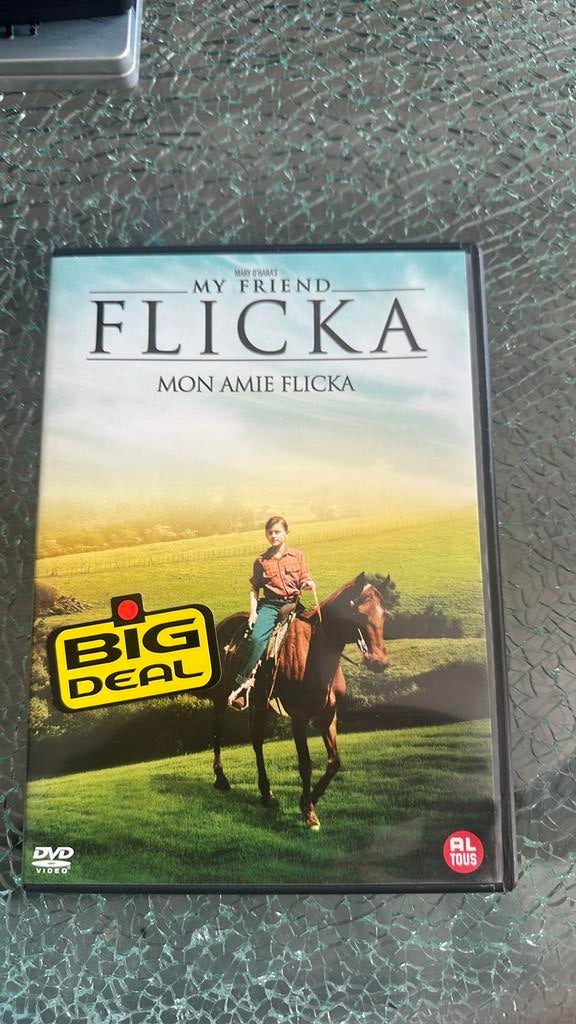 MARY O'HARA'S
MY FRIEND
FLICKA
MON AMIE FLICKA
BIG
DEAL
DVD
VIDEO
AL
TOUS